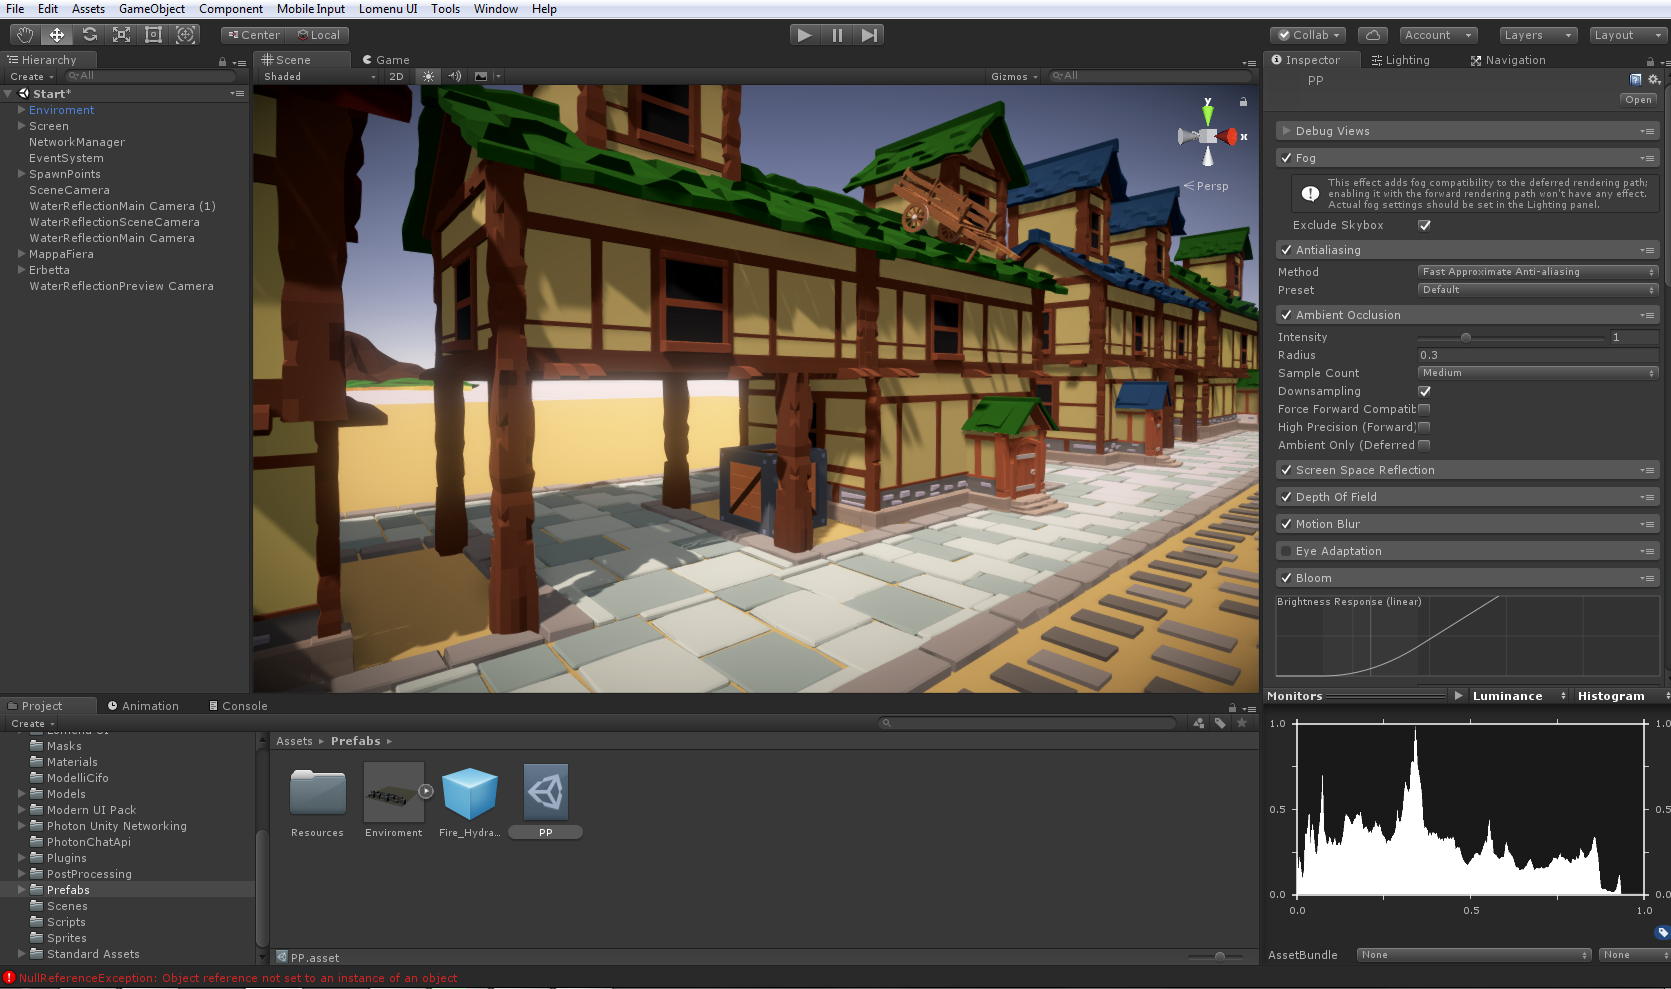 File Edit Assets GameObject Component Mobile Input Lomenu UI Tools Window Help
Center Local
Collab Account Layers Layout
Hierarchy
Create All
Start*
Enviroment
Screen
NetworkManager
EventSystem
SpawnPoints
SceneCamera
WaterReflectionMain Camera (1)
WaterReflectionSceneCamera
WaterReflectionMain Camera
MappaFiera
Erbetta
WaterReflectionPreview Camera
Scene Game
Shaded 2D Gizmos All
y
x
Persp
Inspector Lighting Navigation
PP
Open
Debug Views
Fog
This effect adds fog compatibility to the deferred rendering path;
enabling it with the forward rendering path won't have any effect.
Actual fog settings should be set in the Lighting panel.
Exclude Skybox
Antialiasing
Method Fast Approximate Anti-aliasing
Preset Default
Ambient Occlusion
Intensity 1
Radius 0.3
Sample Count Medium
Downsampling
Force Forward Compatib
High Precision (Forward)
Ambient Only (Deferred
Screen Space Reflection
Depth Of Field
Motion Blur
Eye Adaptation
Bloom
Brightness Response (linear)
Monitors Luminance Histogram
1.0 1.0
0.5 0.5
0.0 0.0
0.0 0.5 1.0
AssetBundle None None
Project Animation Console
Create
Lomenu UI
Masks
Materials
ModelliCifo
Models
Modern UI Pack
Photon Unity Networking
PhotonChatApi
Plugins
PostProcessing
Prefabs
Scenes
Scripts
Sprites
Standard Assets
Assets Prefabs
Resources Enviroment Fire_Hydra... PP
PP.asset
NullReferenceException: Object reference not set to an instance of an object